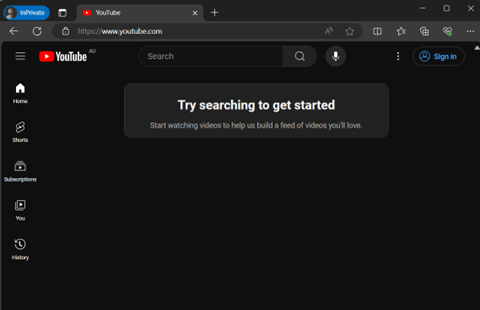 InPrivate
YouTube
https://www.youtube.com
YouTube AU
Search
Sign in
Home
Shorts
Subscriptions
You
History
Try searching to get started
Start watching videos to help us build a feed of videos you'll love.